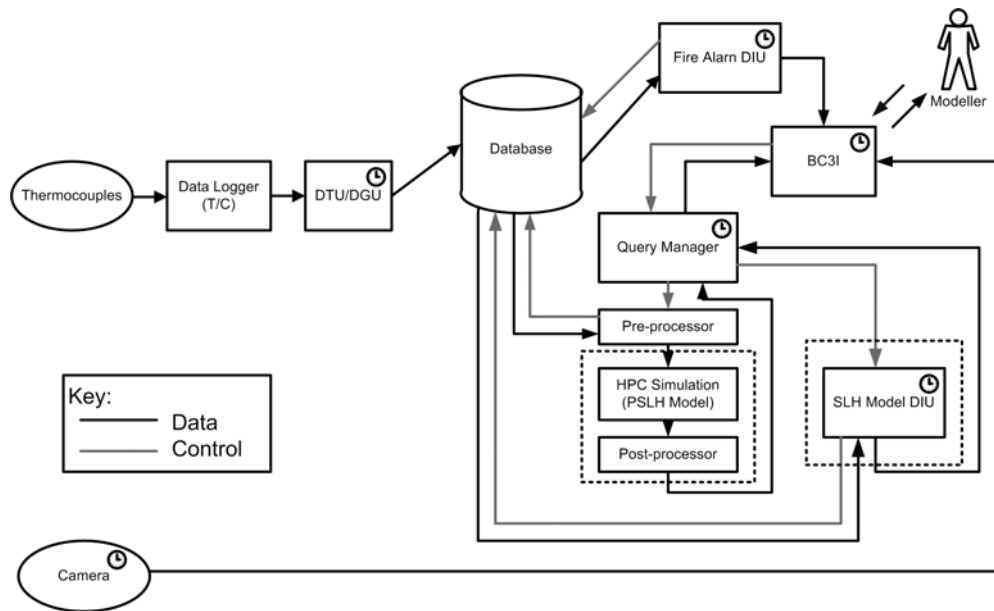 Fire Alarn DIU
Modeller
Database
BC3I
Thermocouples
Data Logger
(T/C)
DTU/DGU
Query Manager
Pre-processor
HPC Simulation
(PSLH Model)
SLH Model DIU
Post-processor
Key:
Data
Control
Camera